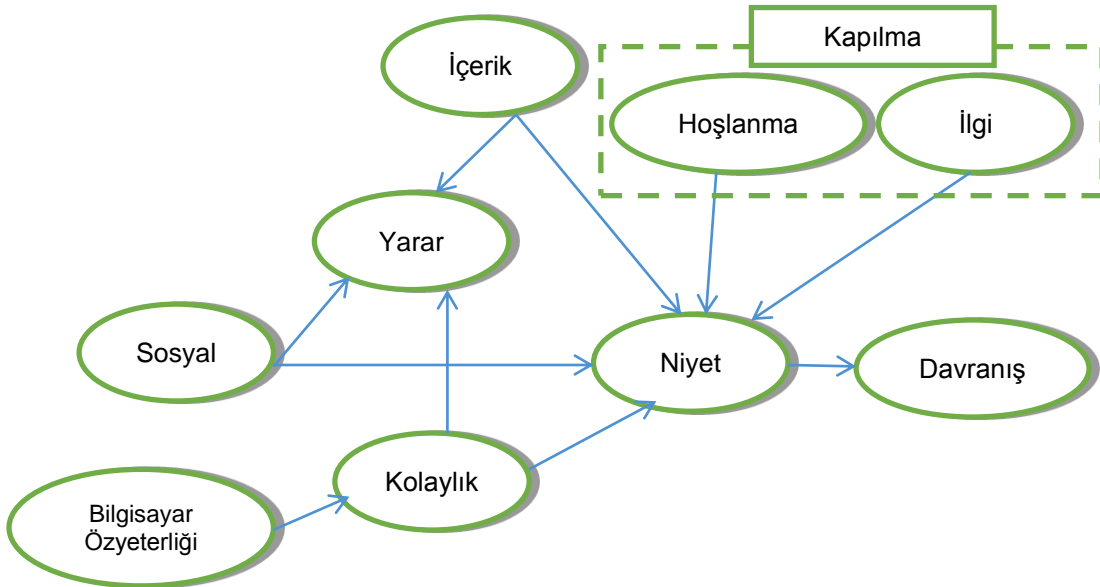 Kapılma
İçerik
Hoşlanma
İlgi
Yarar
Sosyal
Niyet
Davranış
Kolaylık
Bilgisayar
Özyeterliği